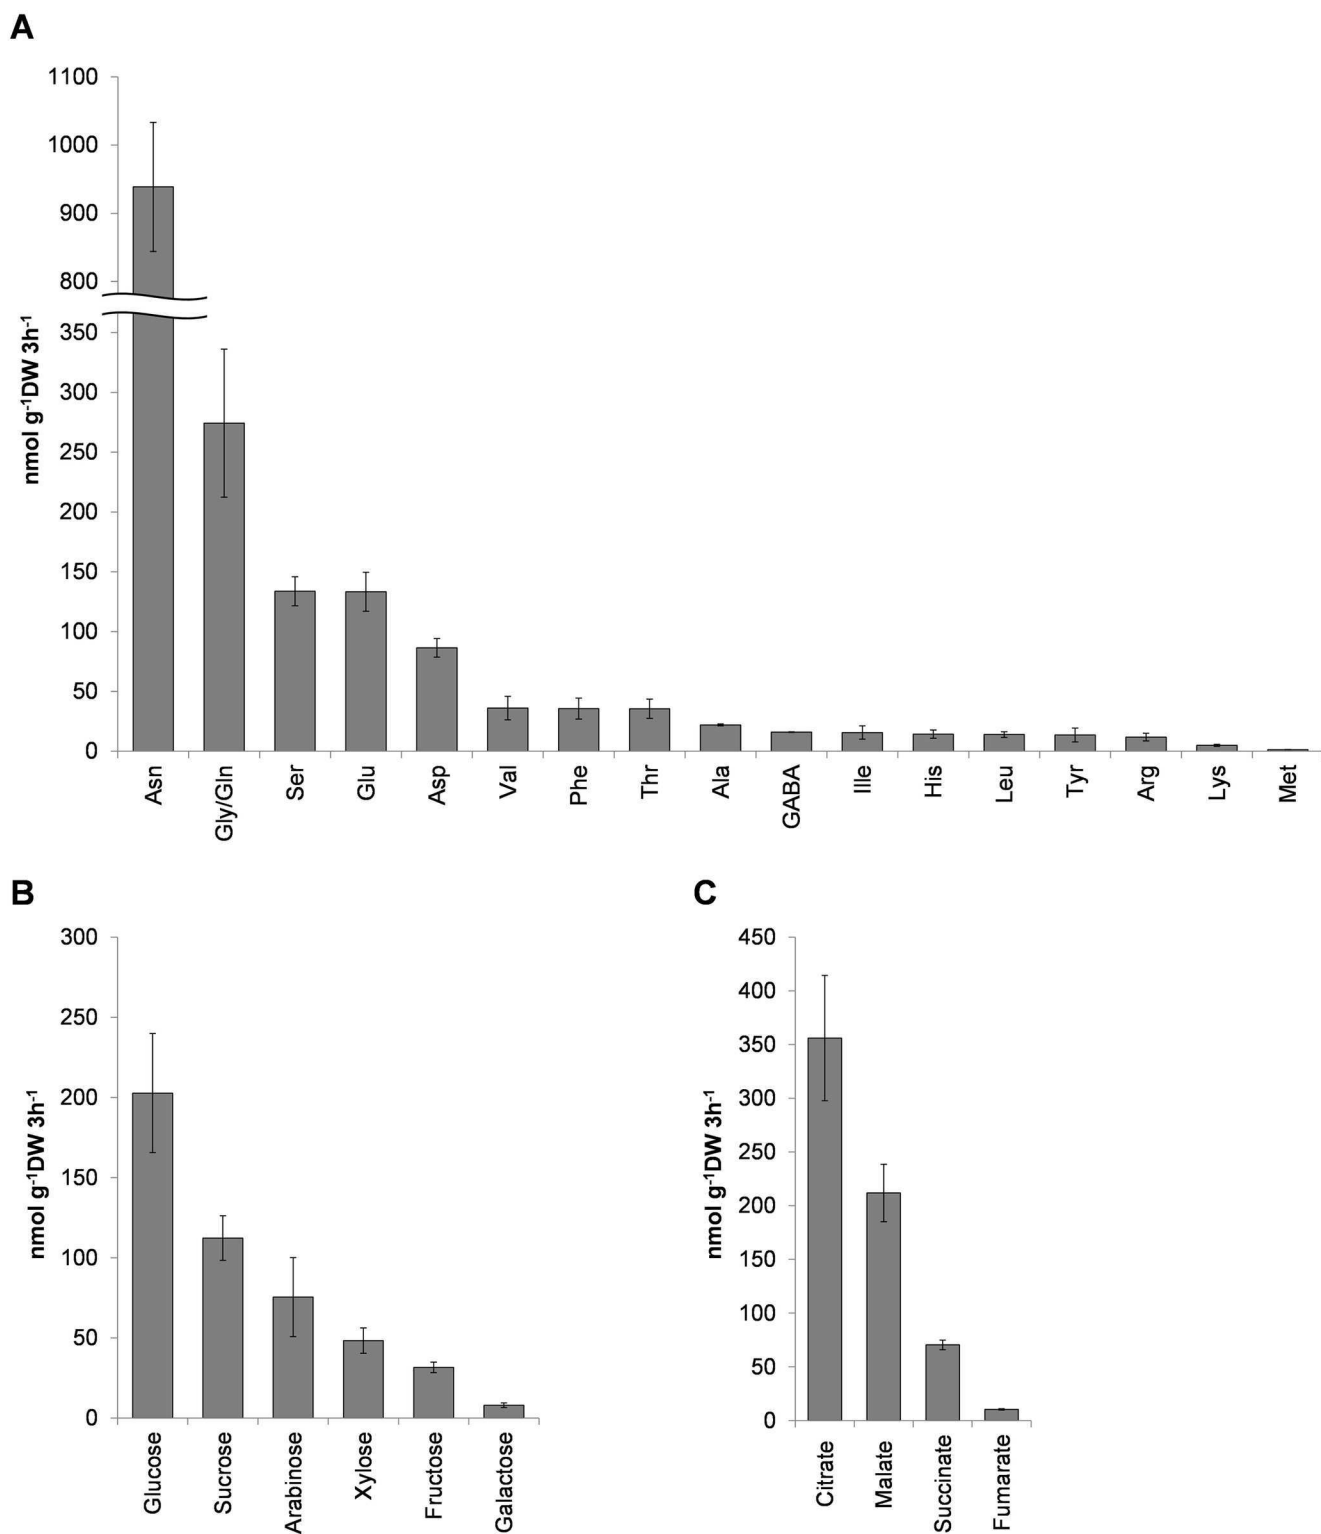 A
1100
1000
900
800
350
300
250
200
150
100
50
0
nmol g⁻¹DW 3h⁻¹
Asn
Gly/Gln
Ser
Glu
Asp
Val
Phe
Thr
Ala
GABA
Ille
His
Leu
Tyr
Arg
Lys
Met
B
300
250
200
150
100
50
0
nmol g⁻¹DW 3h⁻¹
Glucose
Sucrose
Arabinose
Xylose
Fructose
Galactose
C
450
400
350
300
250
200
150
100
50
0
nmol g⁻¹DW 3h⁻¹
Citrate
Malate
Succinate
Fumarate